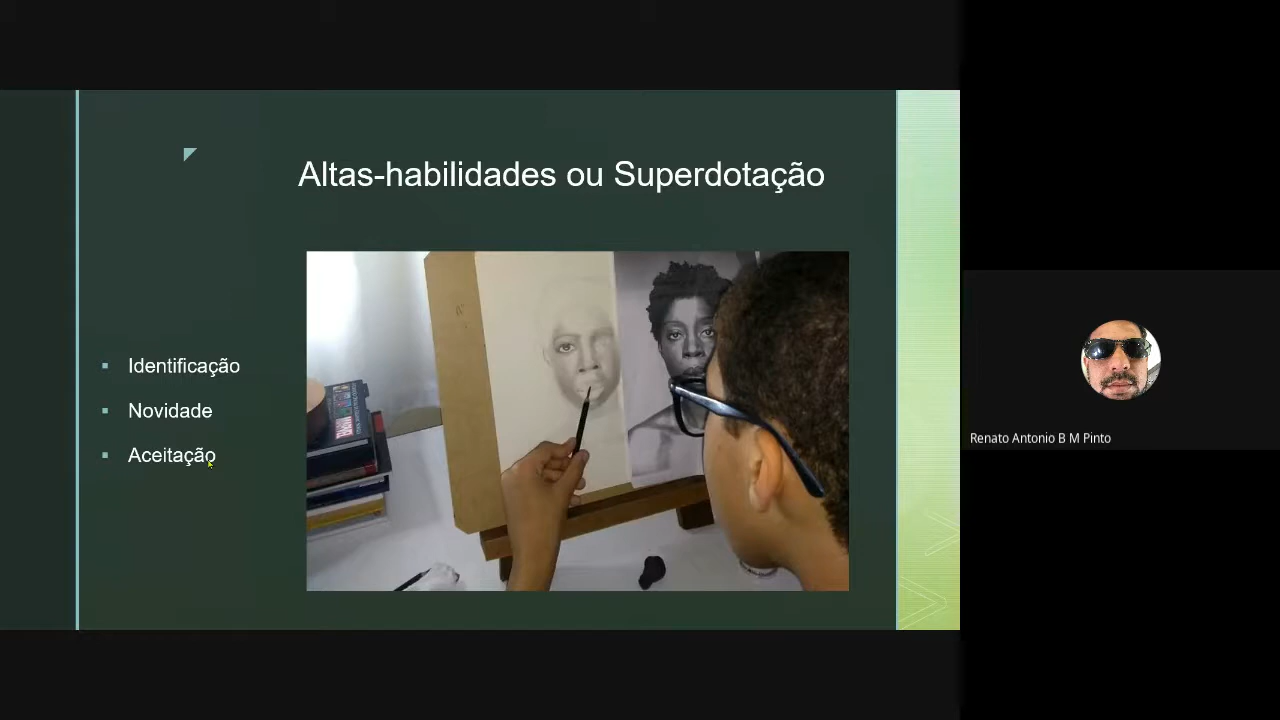 Altas-habilidades ou Superdotação
Identificação
Novidade
Aceitação
Renato Antonio B M Pinto